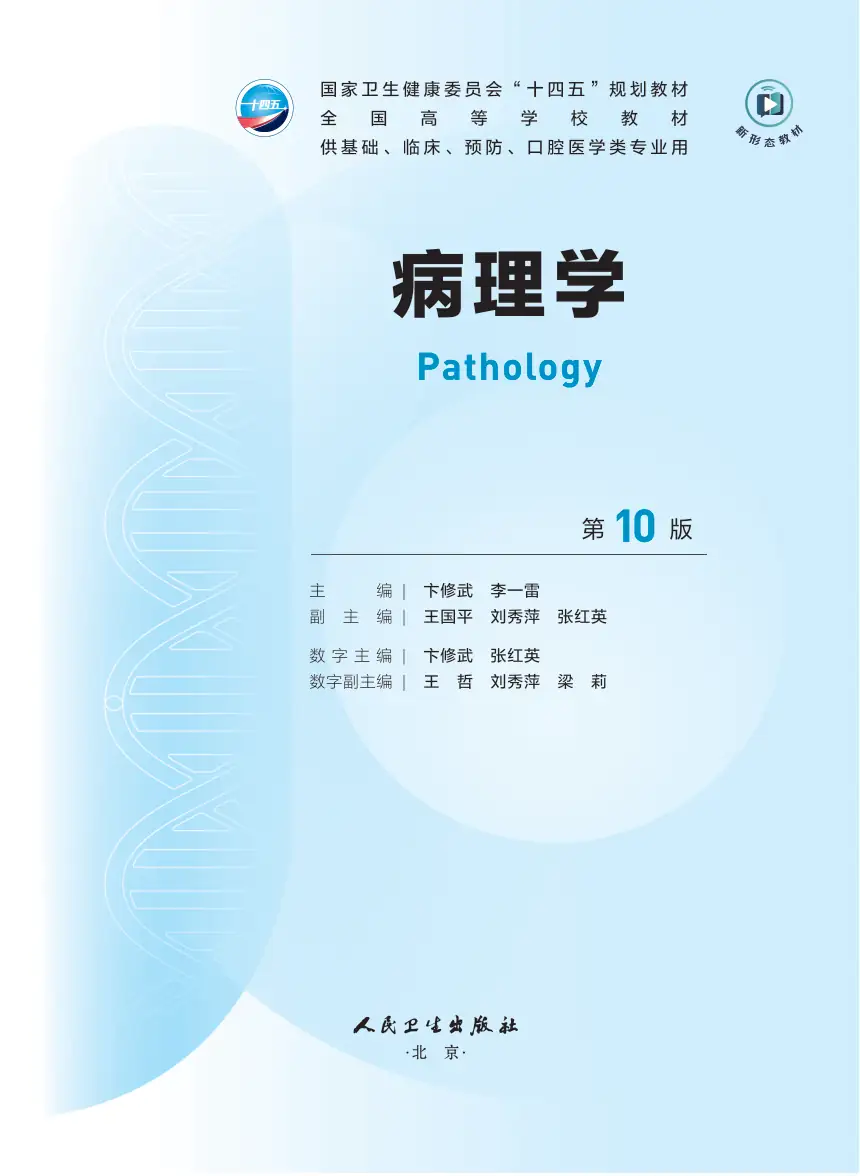 国家卫生健康委员会“十四五”规划教材
全国高等学校教材
供基础、临床、预防、口腔医学类专业用
十四五
新形态教材
病理学
Pathology
第10版
主编 | 卞修武 李一雷
副主编 | 王国平 刘秀萍 张红英
数字主编 | 卞修武 张红英
数字副主编 | 王哲 刘秀萍 梁莉
人民卫生出版社
·北京·